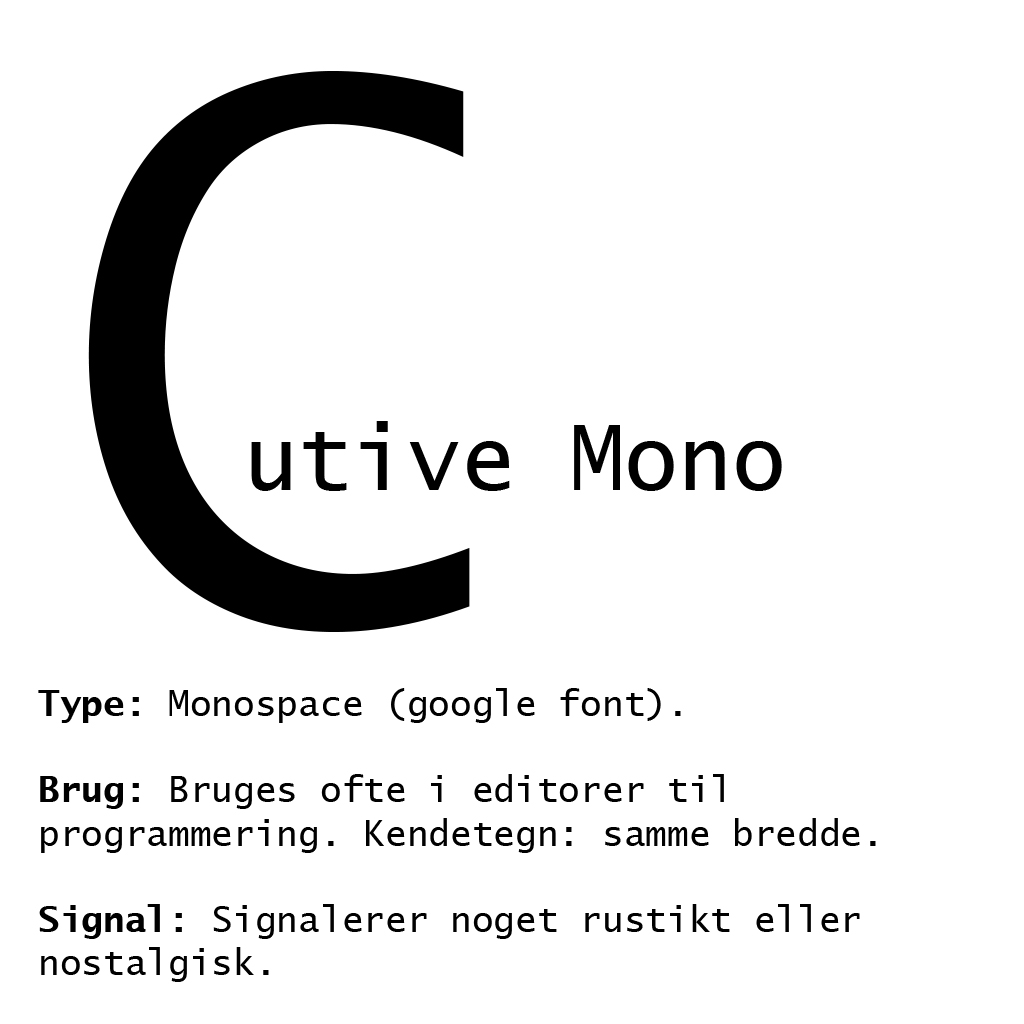 Cutive Mono
Type: Monospace (google font).
Brug: Bruges ofte i editorer til
programmering. Kendetegn: samme bredde.
Signal: Signalerer noget rustikt eller
nostalgisk.